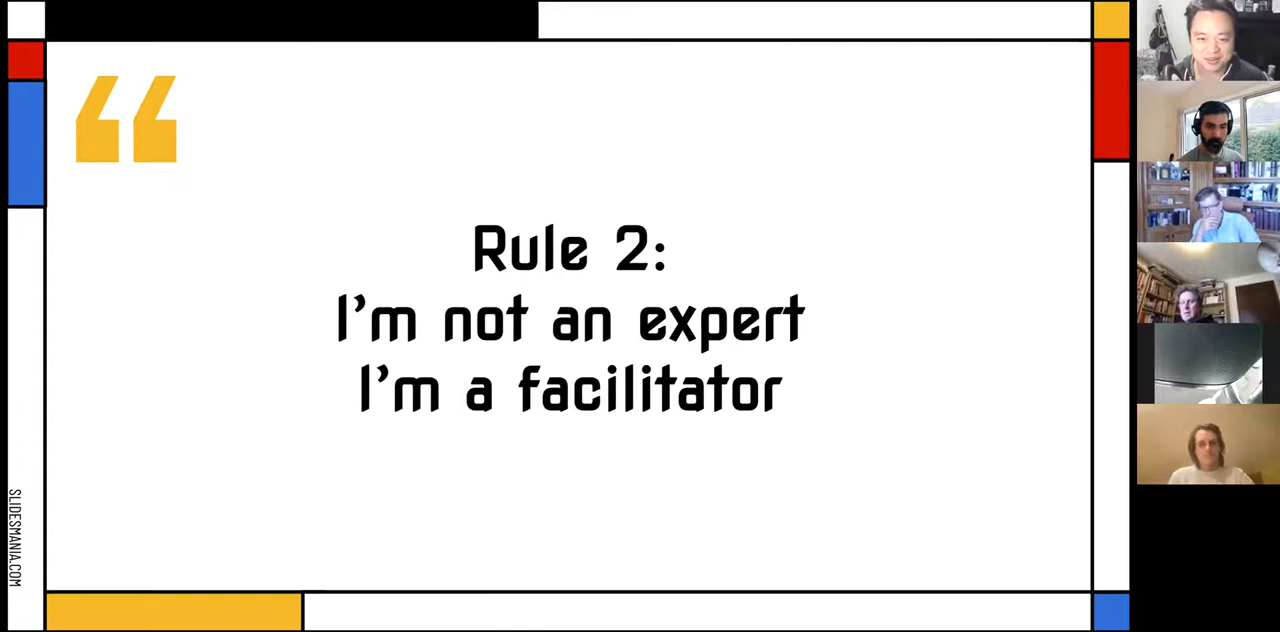 Rule 2:
I'm not an expert
I'm a facilitator
SLIDESMANIA.COM